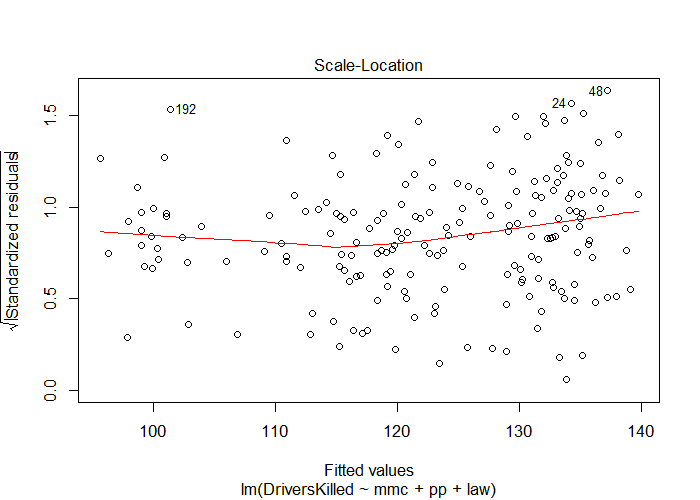 Scale-Location
√|Standardized residuals|
1.5
1.0
0.5
0.0
192
24
48
100 110 120 130 140
Fitted values
lm(DriversKilled ~ mmc + pp + law)